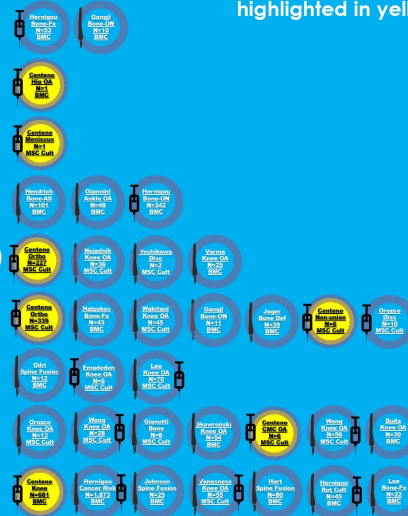 highlighted in yell
Hernigou
Bone-Fx
N=53
BMC
Gangji
Bone-ON
N=10
BMC
Centeno
Hip OA
N=1
BMC
Centeno
Meniscus
N=1
MSC Cult
Hendrich
Bone-All
N=101
BMC
Giannini
Ankle OA
N=48
BMC
Hernigou
Bone-ON
N=342
BMC
Centeno
Ortho
N=227
MSC Cult
Nejadnik
Knee OA
N=36
MSC Cult
Yoshikawa
Disc
N=2
MSC Cult
Varma
Knee OA
N=25
BMC
Centeno
Ortho
N=339
MSC Cult
Hatzokos
Bone-Fx
N=43
BMC
Wakitani
Knee OA
N=45
MSC Cult
Gangji
Bone-ON
N=11
BMC
Jager
Bone Def
N=39
BMC
Centeno
Non-union
N=6
MSC Cult
Orozco
Disc
N=10
MSC Cult
Odri
Spine Fusion
N=12
BMC
Emadeden
Knee OA
N=6
MSC Cult
Lee
Knee OA
N=70
MSC Cult
Orozco
Knee OA
N=12
MSC Cult
Wong
Knee OA
N=28
MSC Cult
Giannotti
Bone
MSC Cult
Skowronski
Knee OA
N=54
BMC
Centeno
CMC OA
N=6
MSC Cult
Wong
Knee OA
N=56
MSC Cult
Buda
Knee OA
N=30
BMC
Centeno
Knee
N=681
BMC
Hernigou
Cancer Risk
N=1,873
BMC
Johnson
Spine Fusion
N=25
BMC
Vangsness
Knee OA
N=55
MSC Cult
Hart
Spine Fusion
N=80
BMC
Hernigou
Rot Cuff
N=45
BMC
Lee
Bone-Fx
N=22
BMC